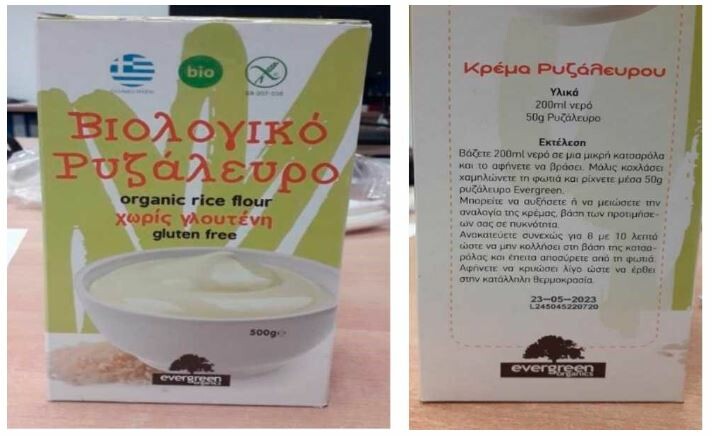 bio
Βιολογικό
Ρυζάλευρο
organic rice flour
χωρίς γλουτένη
gluten free
500g℮
evergreen
organics
Κρέμα Ρυζάλευρου
Υλικά
200ml νερό
50g Ρυζάλευρο
Εκτέλεση
Βάζετε 200ml νερό σε μια μικρή κατσαρόλα
και το αφήνετε να βράσει. Μόλις κοχλάσει
χαμηλώνετε τη φωτιά και ρίχνετε μέσα 50g
ρυζάλευρο Evergreen.
Μπορείτε να αυξήσετε ή να μειώσετε την
αναλογία της κρέμας, βάση των προτιμήσε-
ων σας σε πυκνότητα.
Ανακατεύετε συνεχώς για 8 με 10 λεπτά
ώστε να μην κολλήσει στη βάση της κατσα-
ρόλας και έπειτα αποσύρετε από τη φωτιά.
Αφήνετε να κρυώσει λίγο ώστε να έρθει
στην κατάλληλη θερμοκρασία.
23-05-2023
L245045220720
evergreen
organics